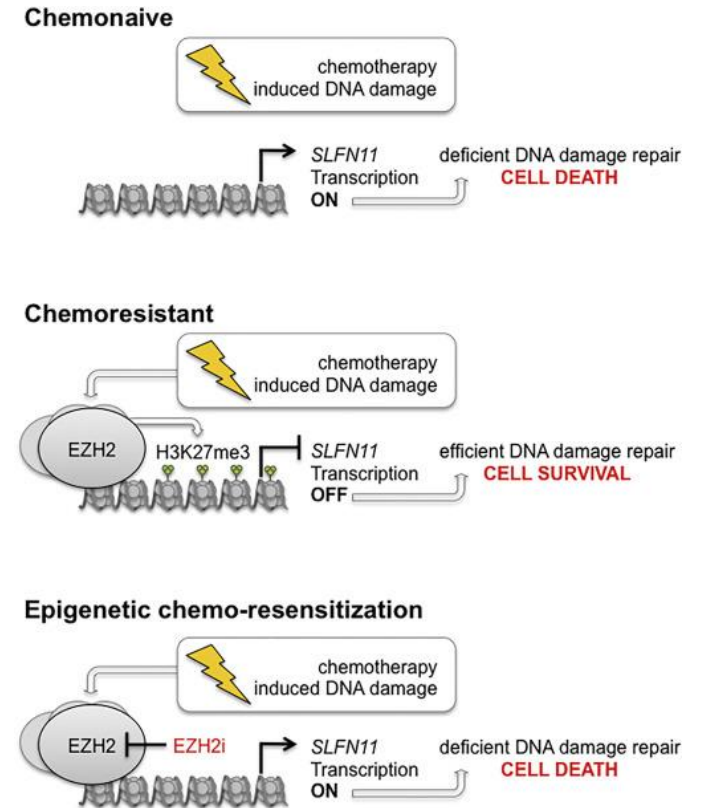 Chemonaive
chemotherapy
induced DNA damage
SLFN11
Transcription
ON
deficient DNA damage repair
CELL DEATH
Chemoresistant
chemotherapy
induced DNA damage
EZH2
H3K27me3
SLFN11
Transcription
OFF
efficient DNA damage repair
CELL SURVIVAL
Epigenetic chemo-resensitization
chemotherapy
induced DNA damage
EZH2
EZH2i
SLFN11
Transcription
ON
deficient DNA damage repair
CELL DEATH